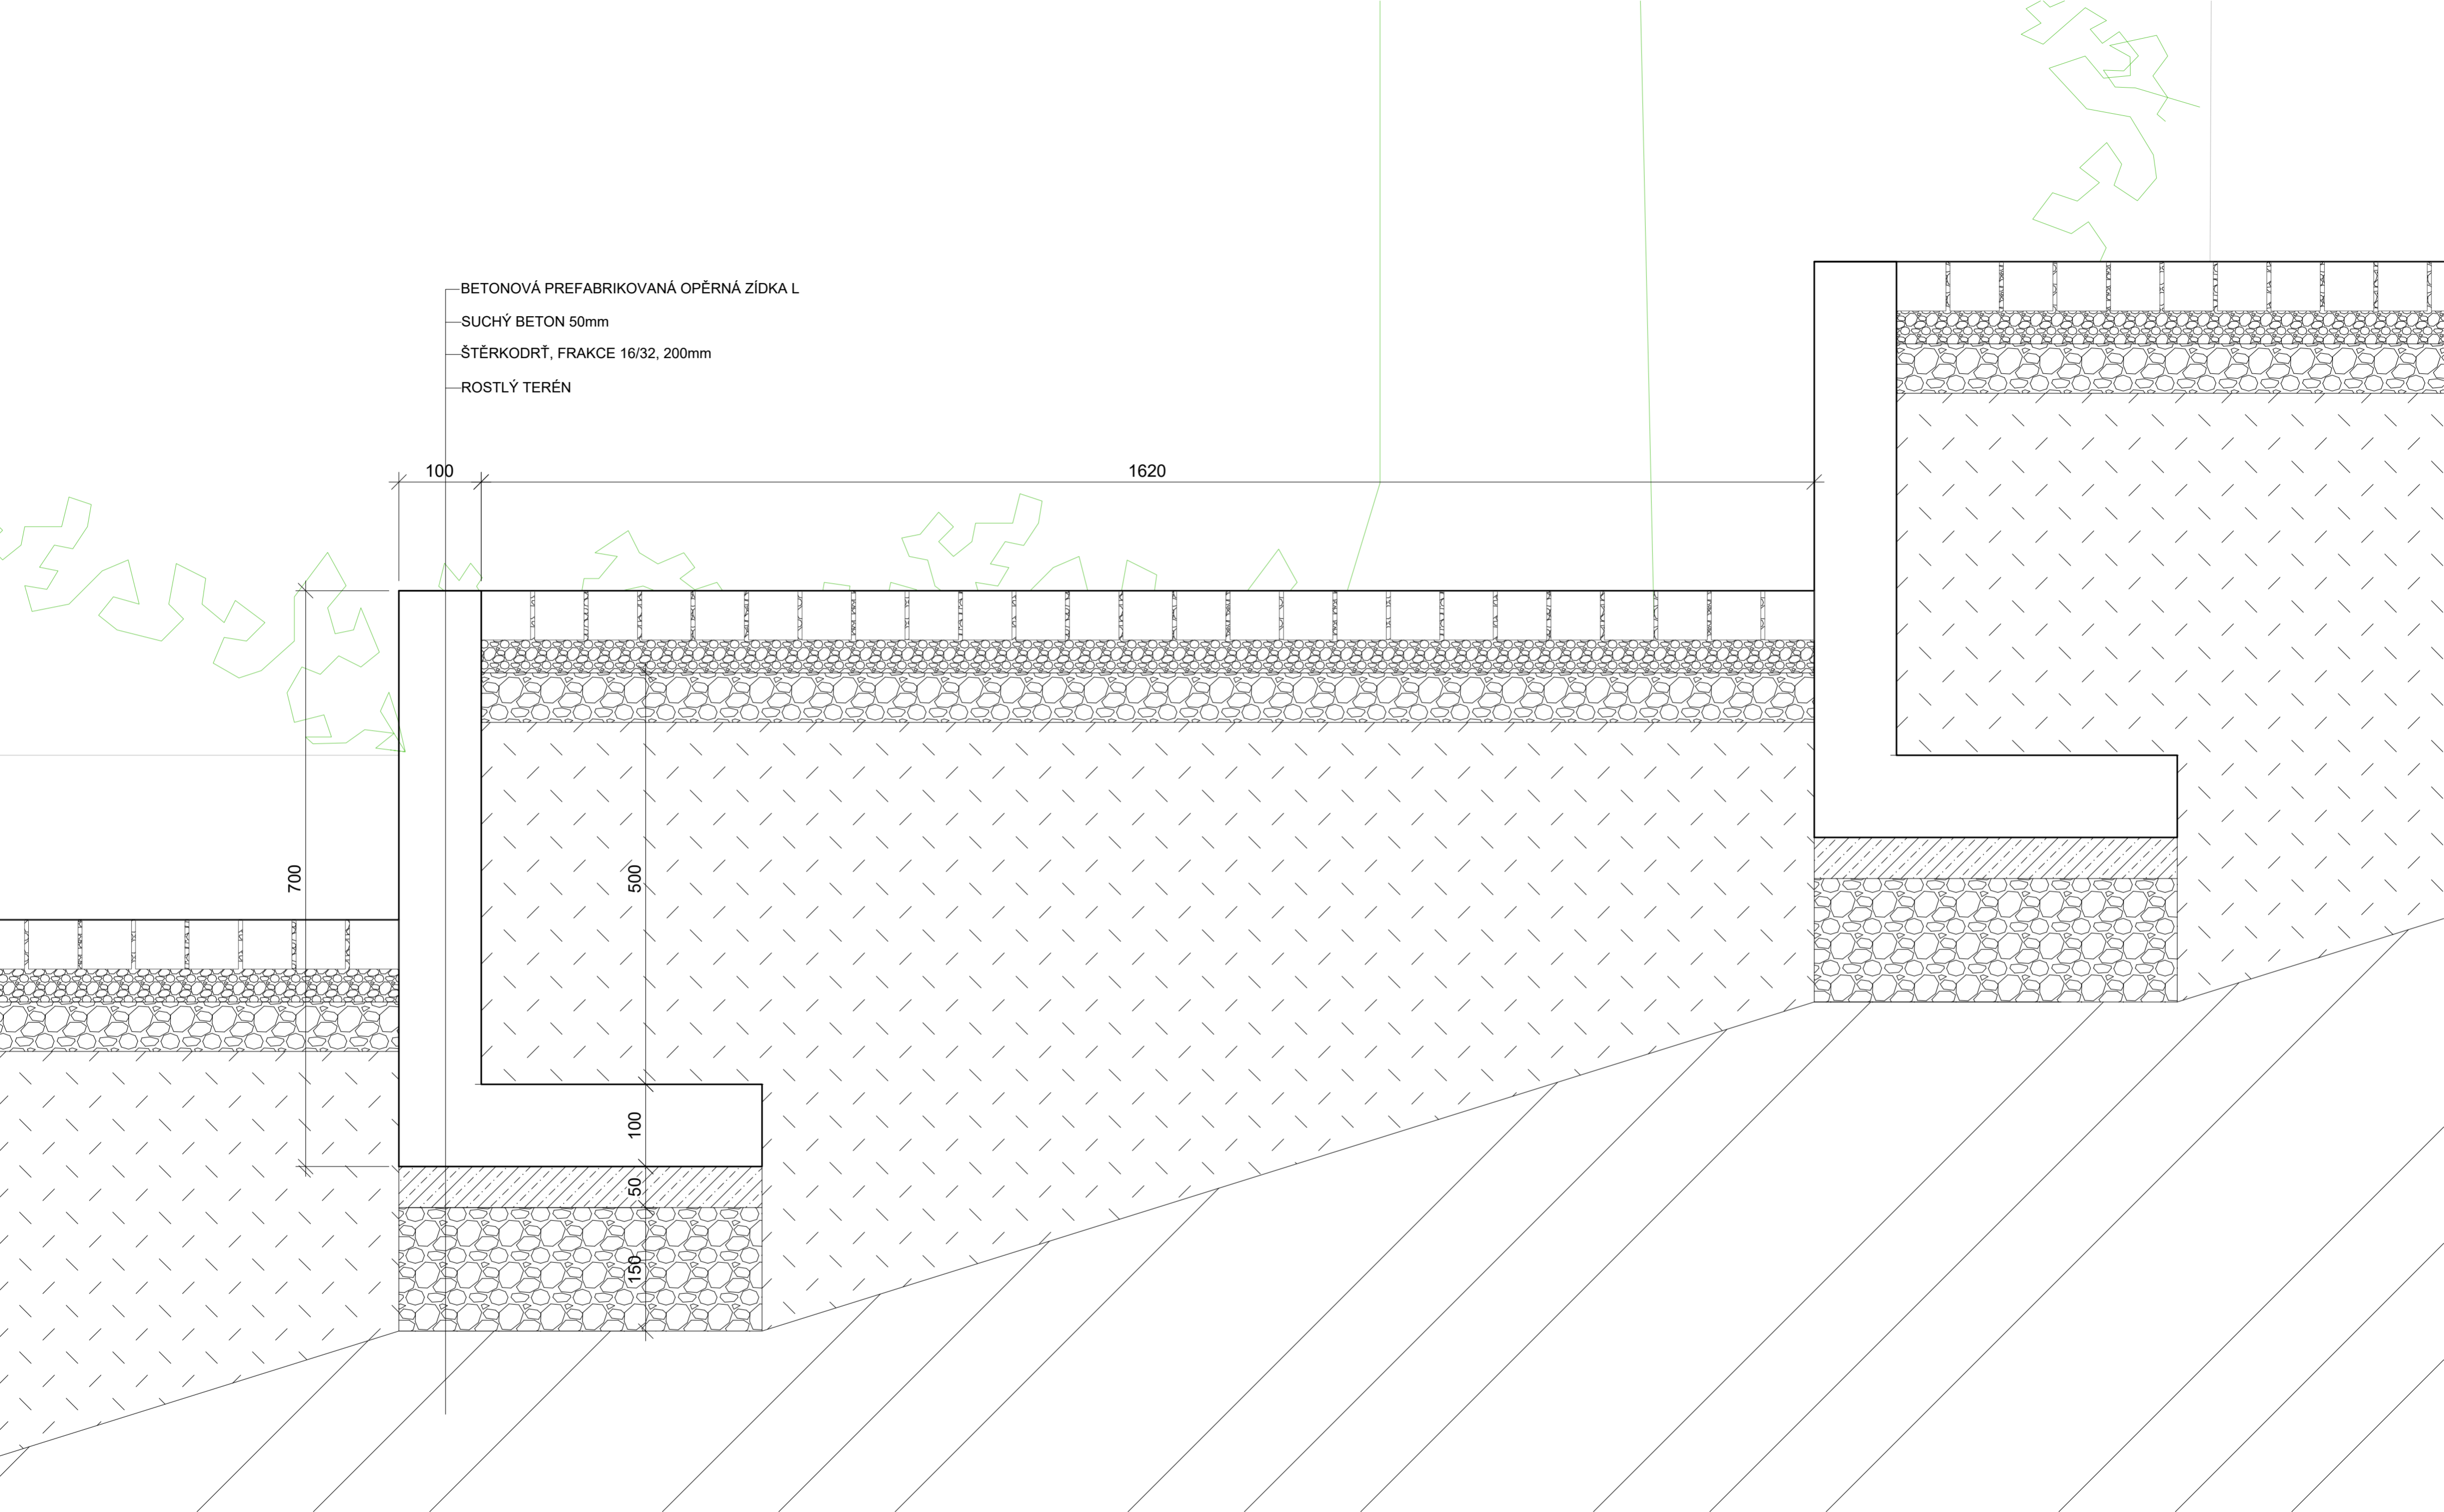 BETONOVÁ PREFABRIKOVANÁ OPĚRNÁ ZÍDKA L
SUCHÝ BETON 50mm
ŠTĚRKODRŤ, FRAKCE 16/32, 200mm
ROSTLÝ TERÉN
100
1620
700
500
100
50
150